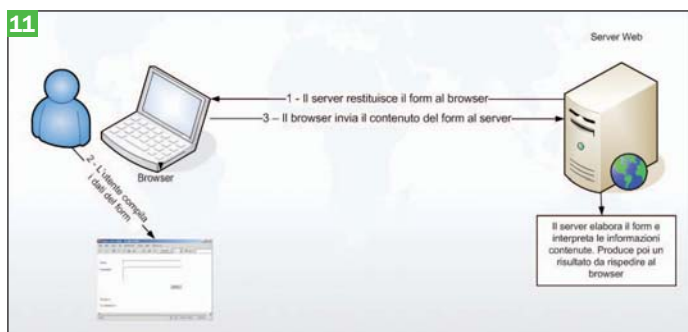 11
Server Web
1 - Il server restituisce il form al browser
3 – Il browser invia il contenuto del form al server
Browser
2 - L'utente compila
i dati del form
Il server elabora il form e
interpreta le informazioni
contenute. Produce poi un
risultato da rispedire al
browser